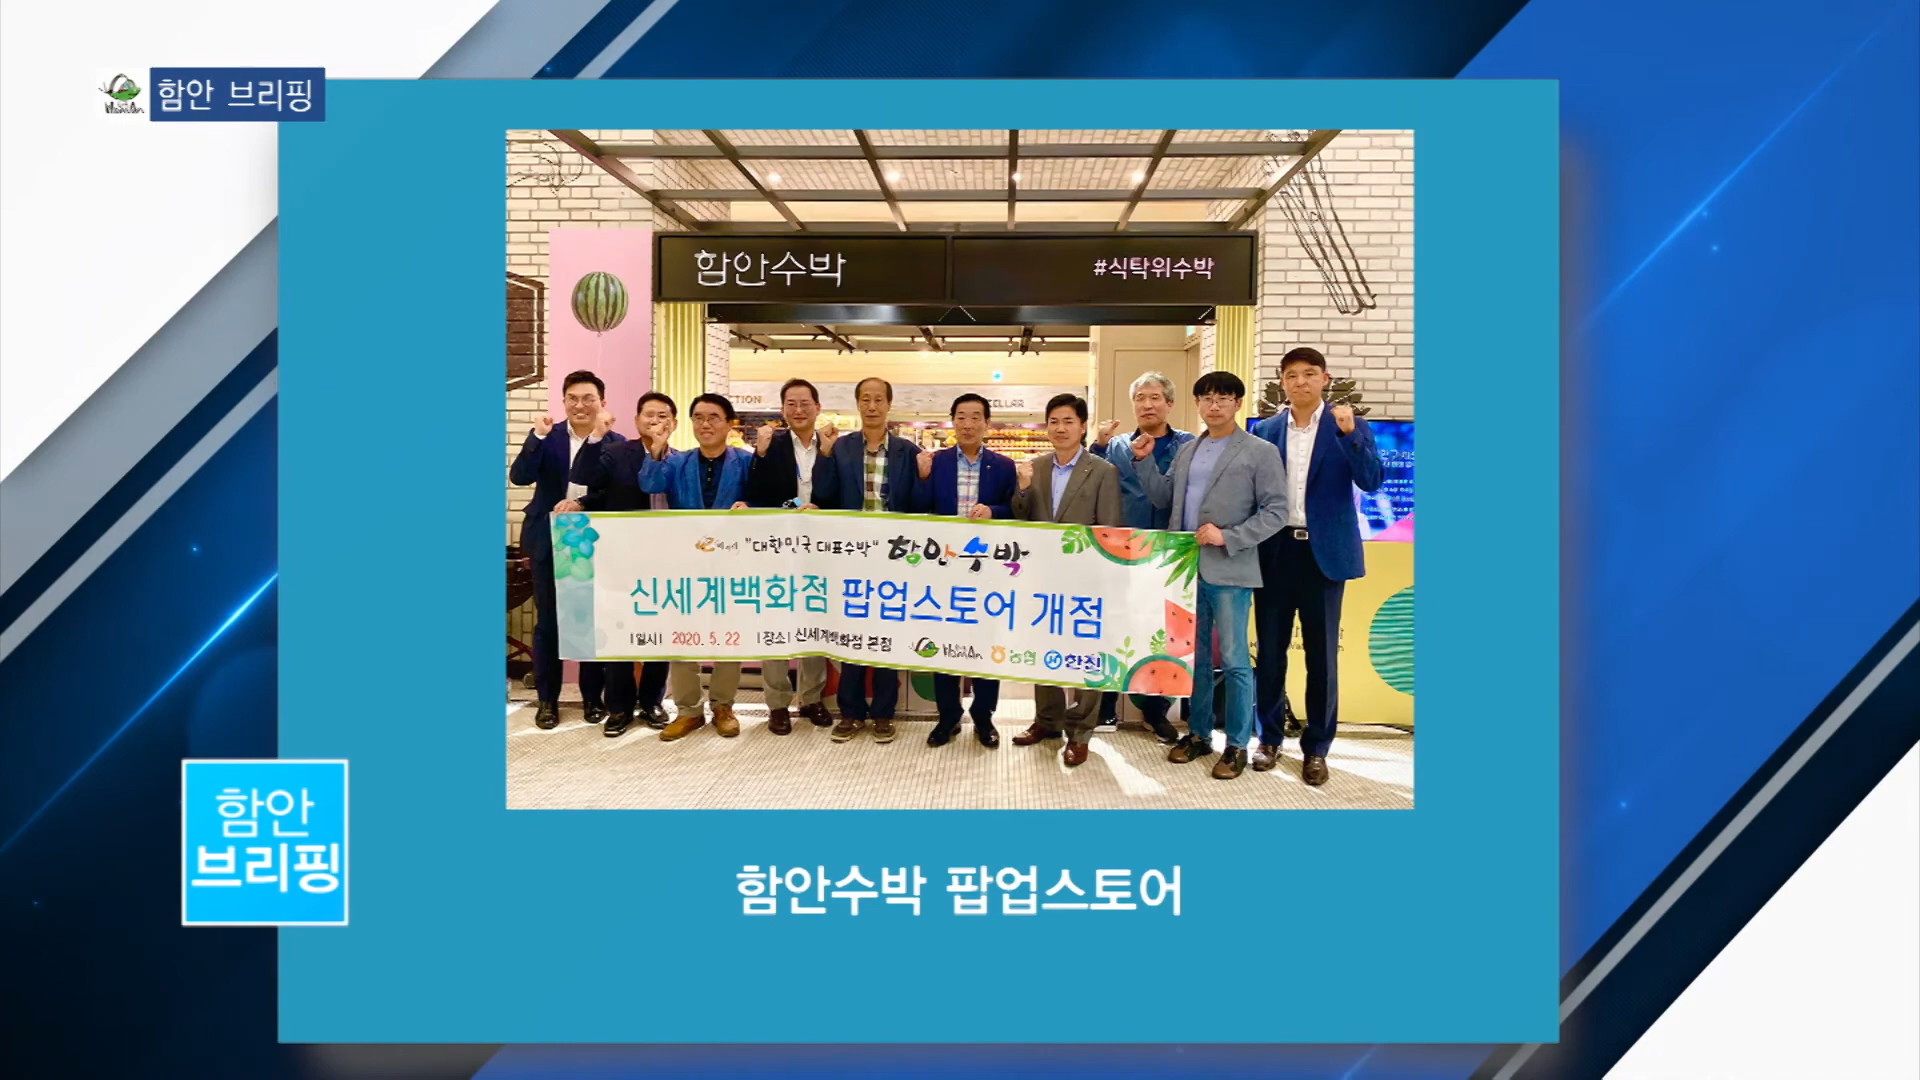 함안 브리핑
함안수박
#식탁위수박
CTION
CELLAR
"대한민국 대표수박" 함안수박
신세계백화점 팝업스토어 개점
|일시| 2020. 5. 22 |장소| 신세계백화점 본점
HamAn 농협 한진
함안
브리핑
함안수박 팝업스토어